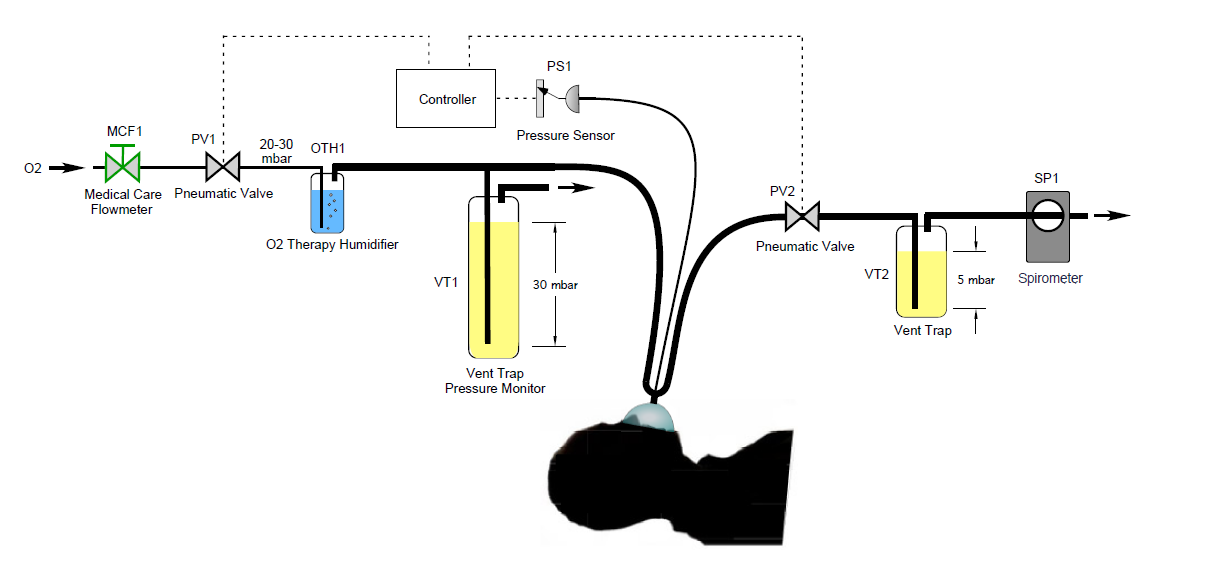 PS1
Controller
Pressure Sensor
MCF1
PV1
20-30
mbar
OTH1
O2
Medical Care
Flowmeter
Pneumatic Valve
O2 Therapy Humidifier
VT1
30 mbar
Vent Trap
Pressure Monitor
PV2
Pneumatic Valve
VT2
5 mbar
Vent Trap
SP1
Spirometer